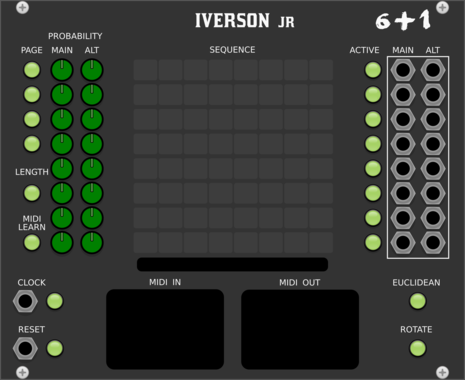 IVERSON JR
6+1
PROBABILITY
PAGE MAIN ALT
SEQUENCE
ACTIVE MAIN ALT
LENGTH
MIDI
LEARN
CLOCK
MIDI IN
MIDI OUT
EUCLIDEAN
RESET
ROTATE